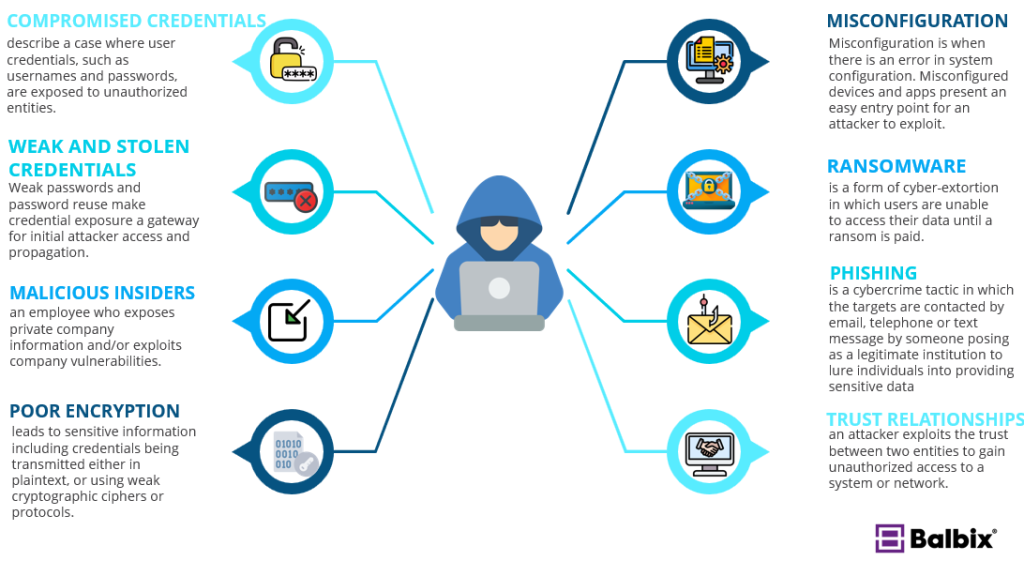 COMPROMISED CREDENTIALS
describe a case where user
credentials, such as
usernames and passwords,
are exposed to unauthorized
entities.
WEAK AND STOLEN
CREDENTIALS
Weak passwords and
password reuse make
credential exposure a gateway
for initial attacker access and
propagation.
MALICIOUS INSIDERS
an employee who exposes
private company
information and/or exploits
company vulnerabilities.
POOR ENCRYPTION
leads to sensitive information
including credentials being
transmitted either in
plaintext, or using weak
cryptographic ciphers or
protocols.
****
01010
0010
010
MISCONFIGURATION
Misconfiguration is when
there is an error in system
configuration. Misconfigured
devices and apps present an
easy entry point for an
attacker to exploit.
RANSOMWARE
is a form of cyber-extortion
in which users are unable
to access their data until a
ransom is paid.
PHISHING
is a cybercrime tactic in which
the targets are contacted by
email, telephone or text
message by someone posing
as a legitimate institution to
lure individuals into providing
sensitive data
TRUST RELATIONSHIPS
an attacker exploits the trust
between two entities to gain
unauthorized access to a
system or network.
Balbix®